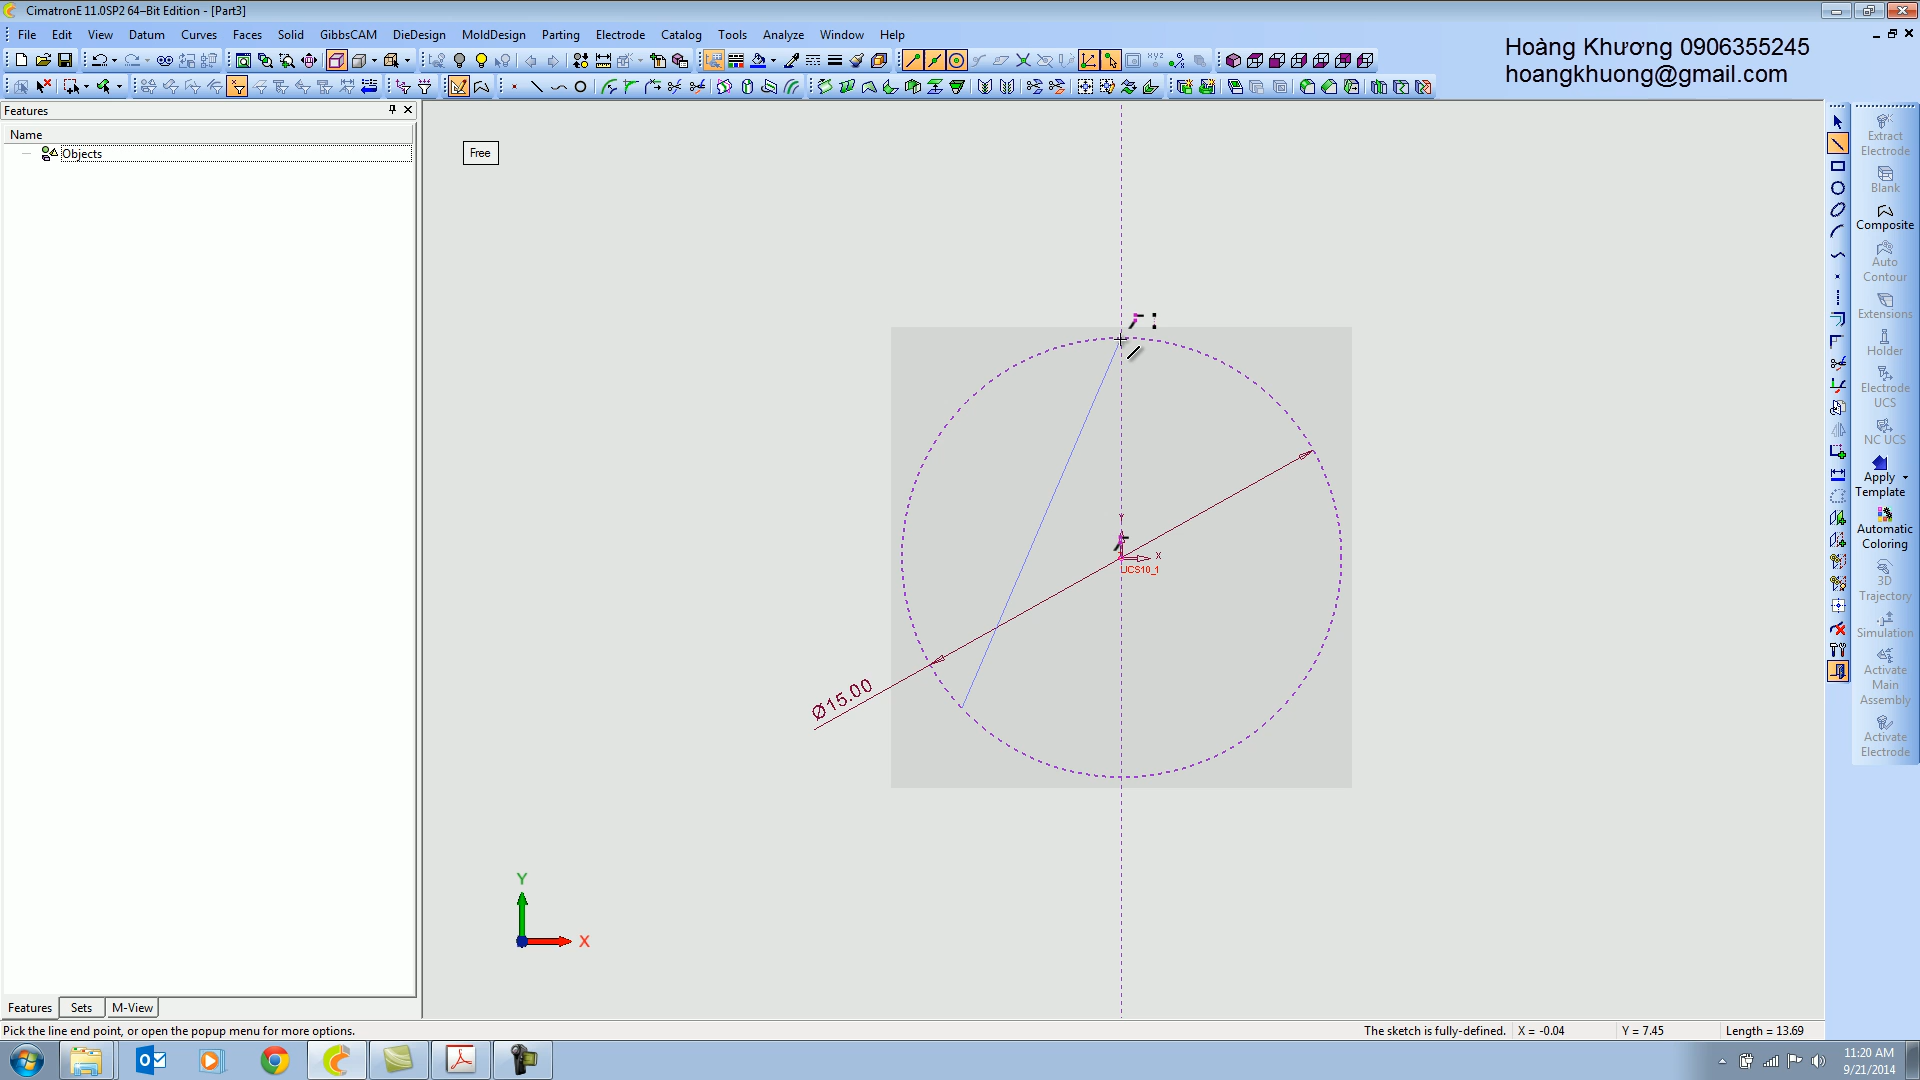 CimatronE 11.0SP2 64–Bit Edition - [Part3]
File Edit View Datum Curves Faces Solid GibbsCAM DieDesign MoldDesign Parting Electrode Catalog Tools Analyze Window Help
Hoàng Khương 0906355245
hoangkhuong@gmail.com
Features
Name
Objects
Free
Extract
Electrode
Blank
Composite
Auto
Contour
Extensions
Holder
Electrode
UCS
NC UCS
Apply
Template
Automatic
Coloring
3D
Trajectory
Simulation
Activate
Main
Assembly
Activate
Electrode
Y
X
UCS10_1
Ø15.00
Y
X
Features Sets M-View
Pick the line end point, or open the popup menu for more options.
The sketch is fully-defined. X = -0.04 Y = 7.45 Length = 13.69
11:20 AM
9/21/2014